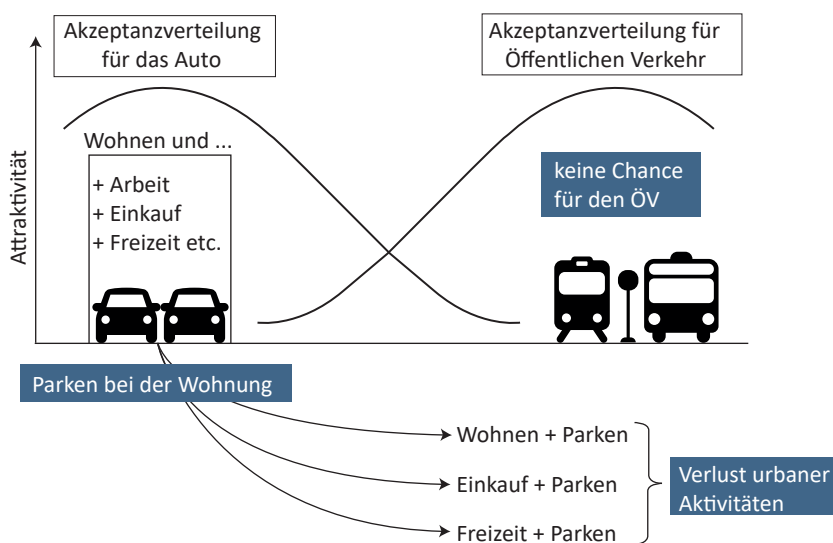 Akzeptanzverteilung
für das Auto
Akzeptanzverteilung für
Öffentlichen Verkehr
Attraktivität
Wohnen und ...
+ Arbeit
+ Einkauf
+ Freizeit etc.
keine Chance
für den ÖV
Parken bei der Wohnung
Wohnen + Parken
Einkauf + Parken
Freizeit + Parken
Verlust urbaner
Aktivitäten